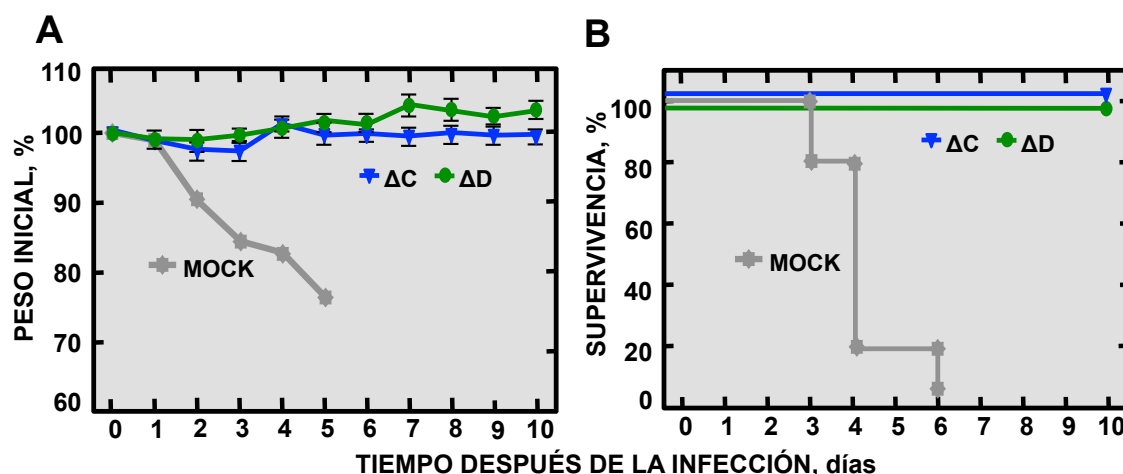 A
PESO INICIAL, %
110
100
90
80
70
60
ΔC ΔD
MOCK
0 1 2 3 4 5 6 7 8 9 10
B
SUPERVIVENCIA, %
100
80
60
40
20
0
ΔC ΔD
MOCK
0 1 2 3 4 5 6 7 8 9 10
TIEMPO DESPUÉS DE LA INFECCIÓN, días